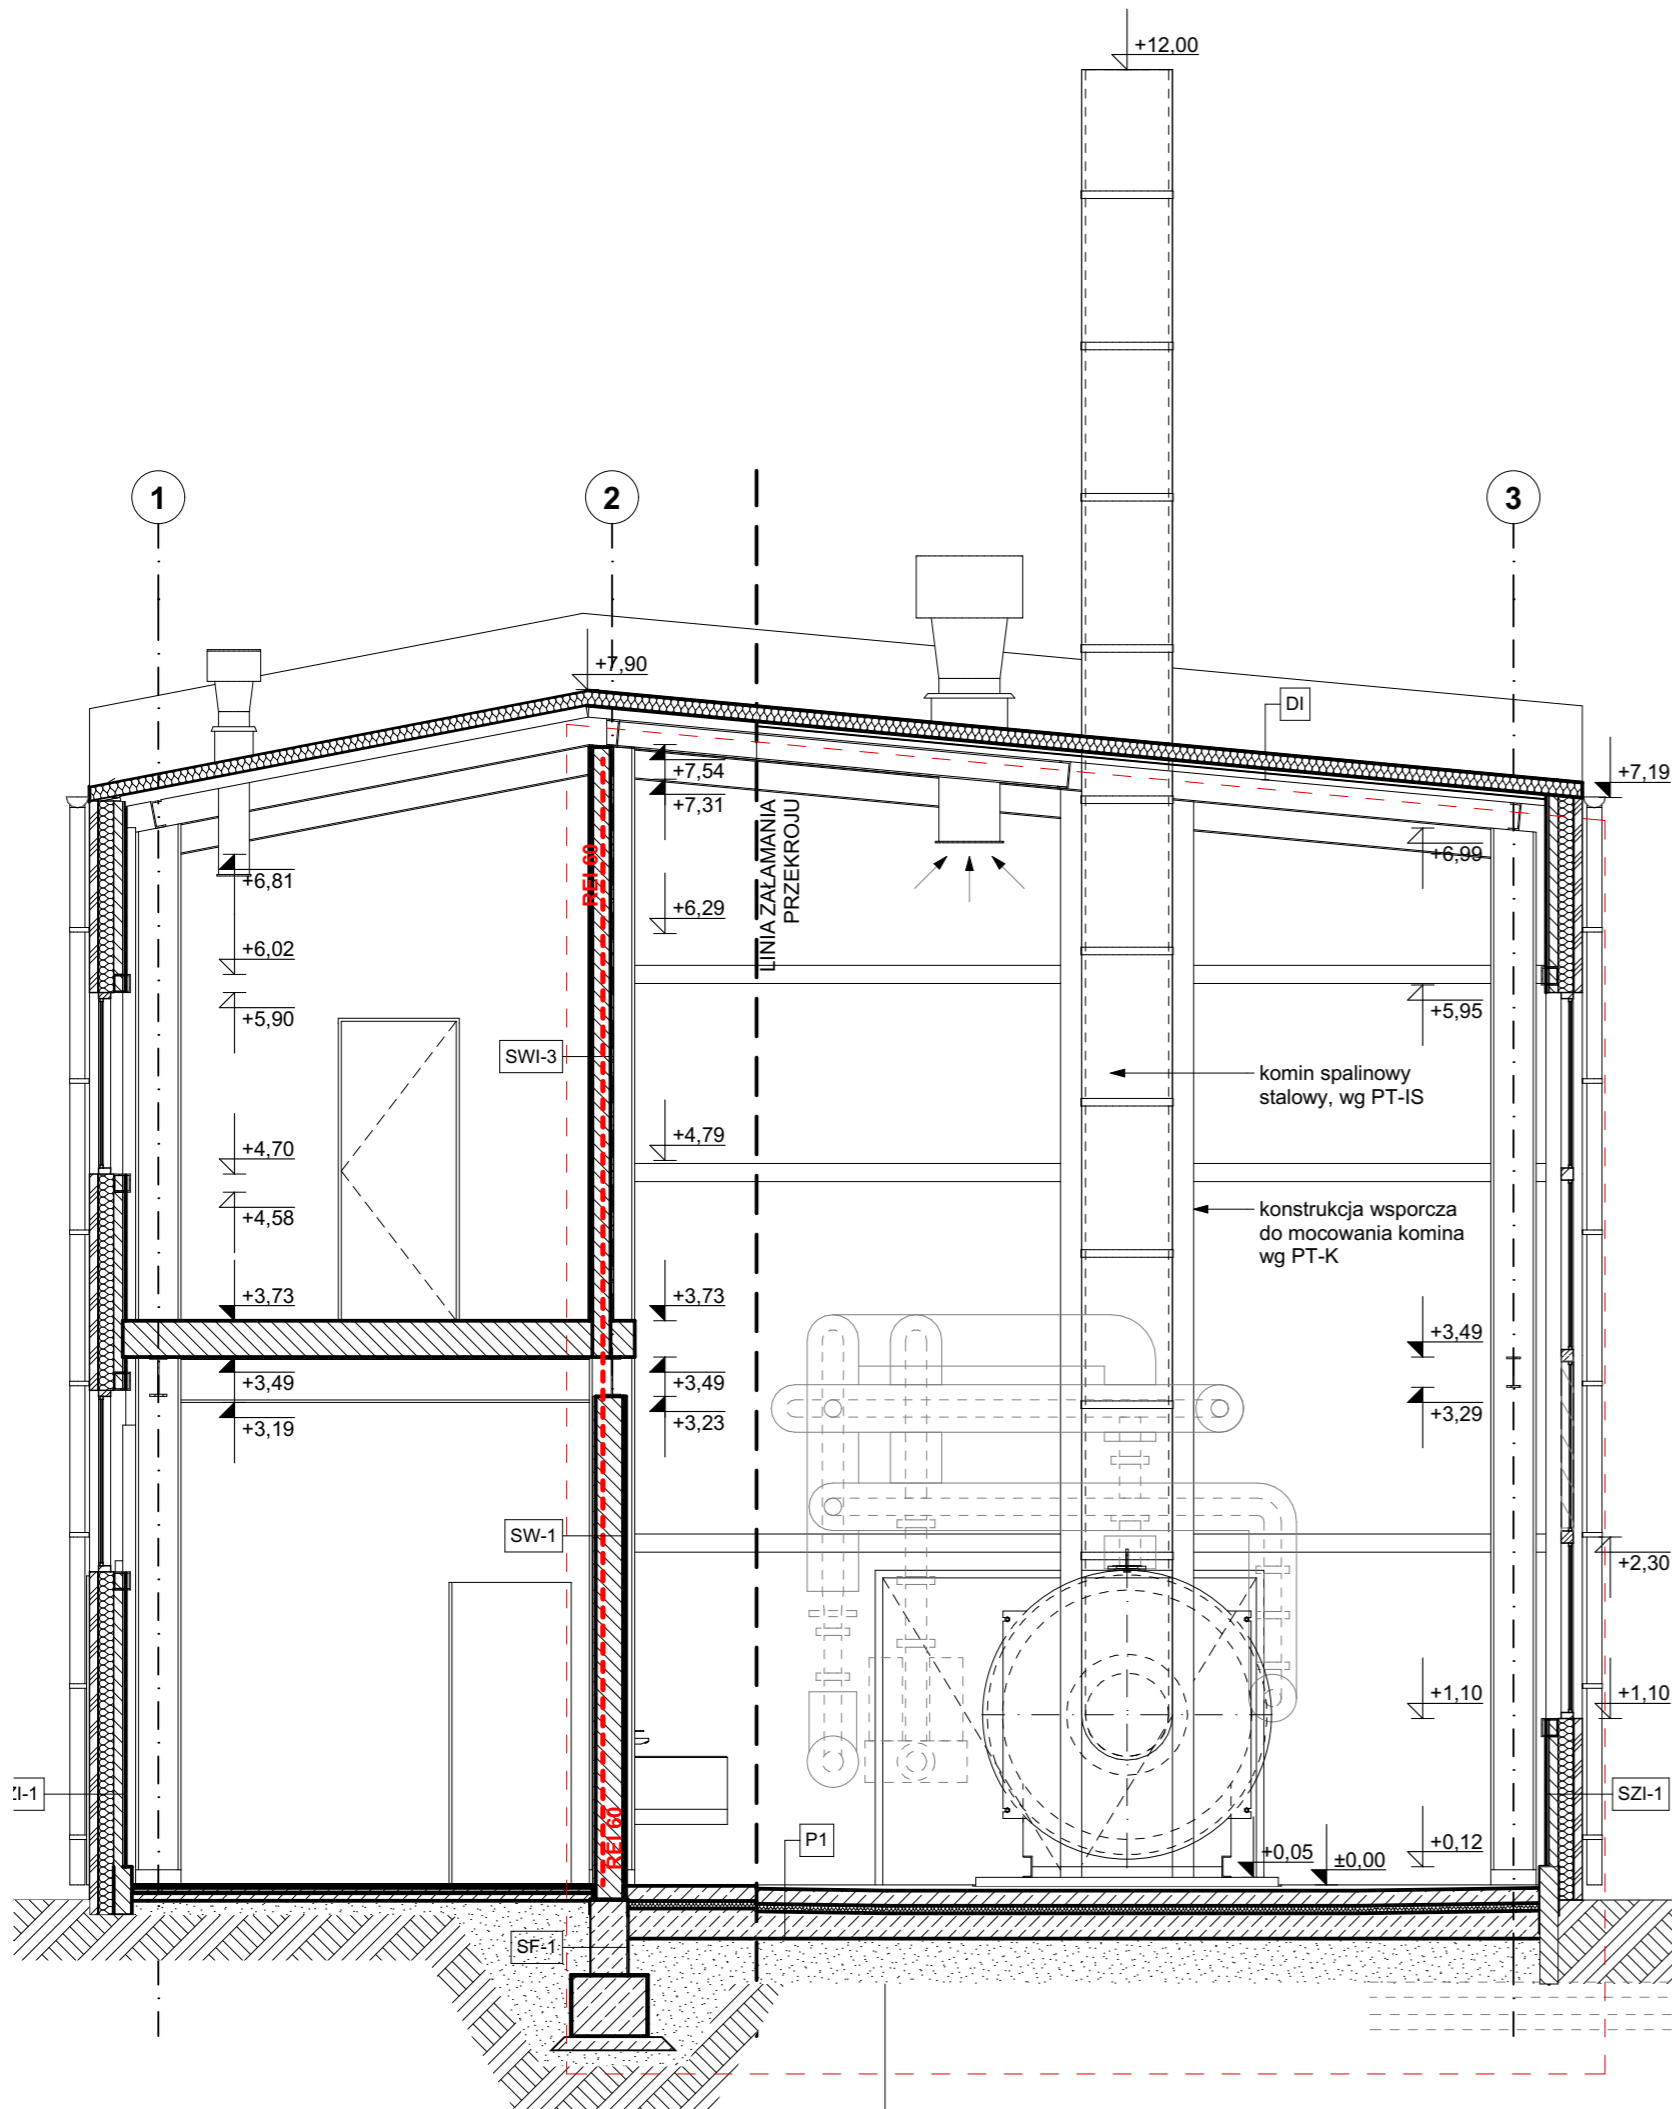 +12,00
1
2
3
+7,90
DI
+7,19
+7,54
+7,31
LINIA ZAŁAMANIA
PRZEKROJU
REI 60
+6,81
+6,99
+6,29
+6,02
+5,90
+5,95
SWI-3
komin spalinowy
stalowy, wg PT-IS
+4,79
+4,70
+4,58
konstrukcja wsporcza
do mocowania komina
wg PT-K
+3,73
+3,73
+3,49
+3,49
+3,49
+3,19
+3,23
+3,29
SW-1
+2,30
+1,10
+1,10
ZI-1
SZI-1
REI 60
P1
+0,05
±0,00
+0,12
SF-1